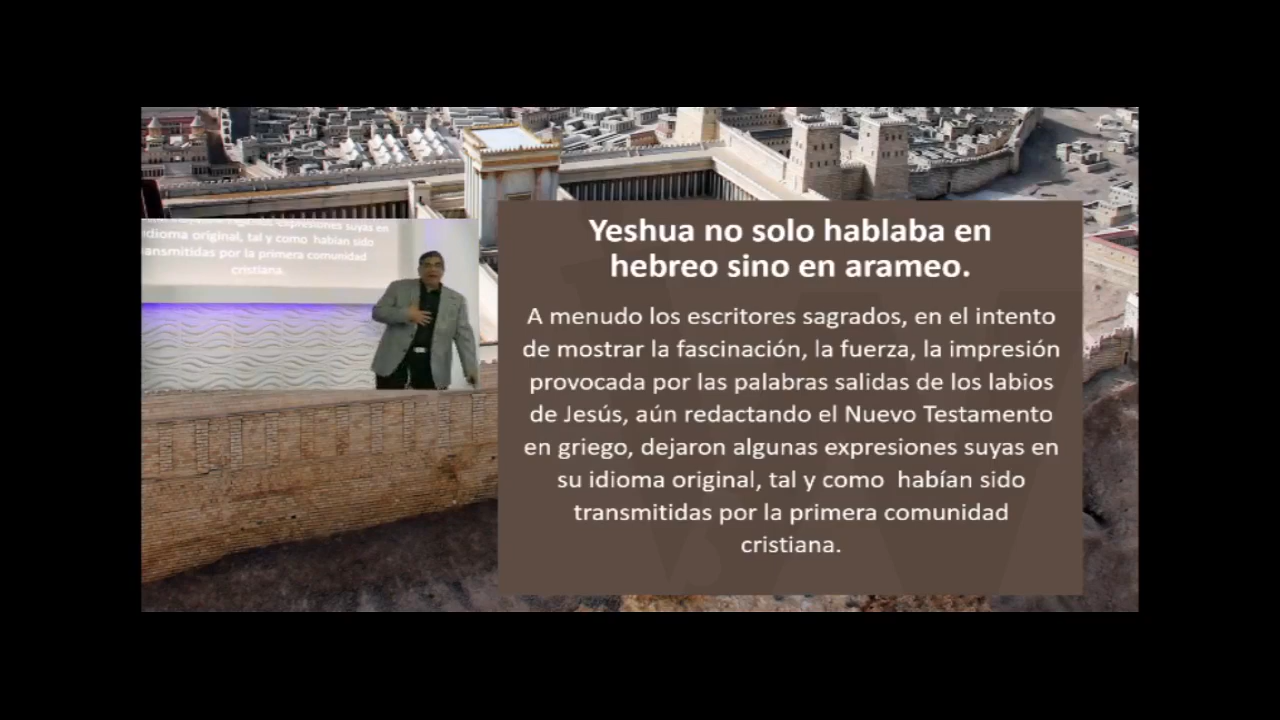 Yeshua no solo hablaba en
hebreo sino en arameo.
A menudo los escritores sagrados, en el intento
de mostrar la fascinación, la fuerza, la impresión
provocada por las palabras salidas de los labios
de Jesús, aún redactando el Nuevo Testamento
en griego, dejaron algunas expresiones suyas en
su idioma original, tal y como habían sido
transmitidas por la primera comunidad
cristiana.
expresiones suyas en
idioma original, tal y como habían sido
ansmitidas por la primera comunidad
cristiana.